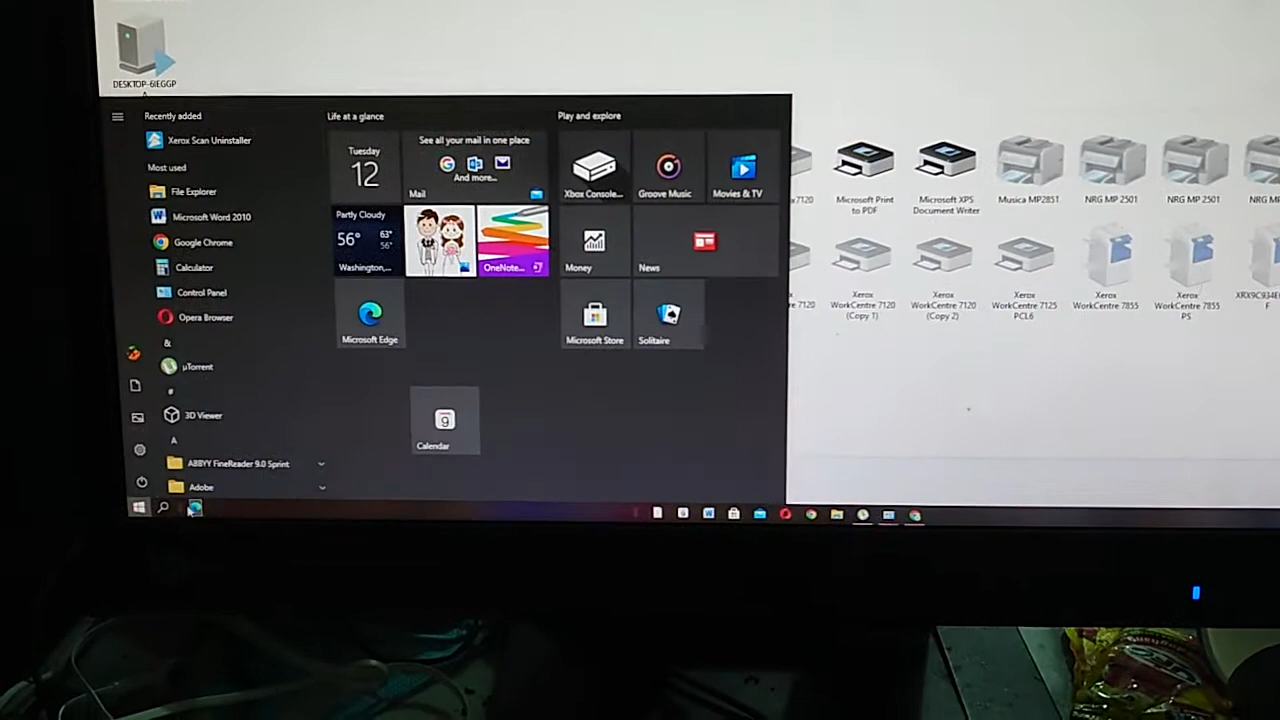 DESKTOP-6IEGGP
A
Recently added
Xerox Scan Uninstaller
Most used
File Explorer
Microsoft Word 2010
Google Chrome
Calculator
Control Panel
Opera Browser
&
µTorrent
#
3D Viewer
A
ABBYY FineReader 9.0 Sprint
Adobe
Life at a glance
Tuesday
12
See all your mail in one place
And more...
Mail
Partly Cloudy
56°
63°
56°
Washington,...
OneNote...
Microsoft Edge
9
Calendar
Play and explore
Xbox Console...
Groove Music
Movies & TV
Money
News
Microsoft Store
Solitaire
7120
Microsoft Print
to PDF
Microsoft XPS
Document Writer
Musica MP2851
NRG MP 2501
NRG MP 2501
7120
Xerox
WorkCentre 7120
(Copy 1)
Xerox
WorkCentre 7120
(Copy 2)
Xerox
WorkCentre 7125
PCL6
Xerox
WorkCentre 7855
Xerox
WorkCentre 7855
PS